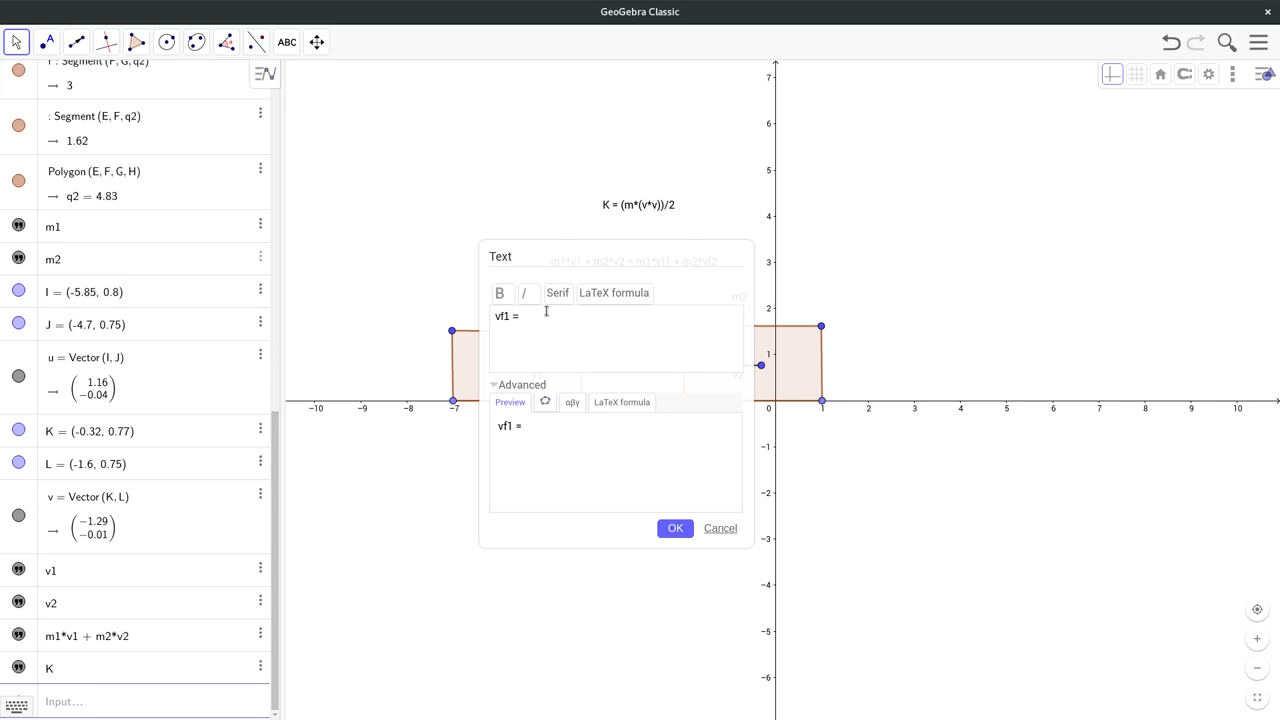 GeoGebra Classic
×
ABC
r : Segment (F, G, q2)
→ 3
: Segment (E, F, q2)
→ 1.62
Polygon (E, F, G, H)
→ q2 = 4.83
m1
m2
I = (-5.85, 0.8)
J = (-4.7, 0.75)
u = Vector (I, J)
→ ( 1.16
−0.04 )
K = (-0.32, 0.77)
L = (-1.6, 0.75)
v = Vector (K, L)
→ ( −1.29
−0.01 )
v1
v2
m1*v1 + m2*v2
K
Input...
K = (m*(v*v))/2
Text
m1*v1 + m2*v2 = m1*vf1 + m2*vf2
B I Serif LaTeX formula
m2
vf1 =
v1 v2
Advanced
Preview αβγ LaTeX formula
vf1 =
OK Cancel
7
6
5
4
3
2
1
−10 −9 −8 −7 0 1 2 3 4 5 6 7 8 9 10
−1
−2
−3
−4
−5
−6